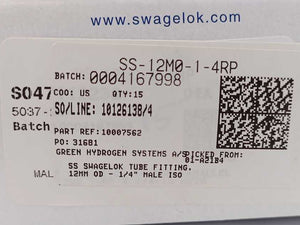 www.swagelok.com
SS-12M0-1-4RP
BATCH: 0004167998
SO47
COO: US QTY:15
5037-
SO/LINE: 10126138/4
Batch
PART REF: 10007562
PO: 31681
GREEN HYDROGEN SYSTEMS A/S
PICKED FROM:
01-A2184
SS SWAGELOK TUBE FITTING,
MAL
12MM OD - 1/4" MALE ISO